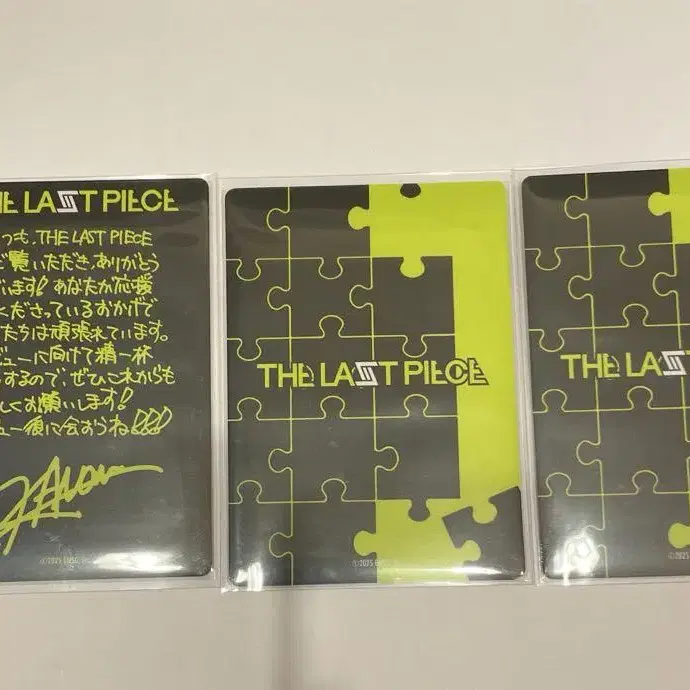 HE LAST PIECE
つも、THE LAST PIECE
ご覧いただき、ありがとう
います! あなたが応援
くださっているおかげで
たちは頑張れています。
ビューに向けて精一杯
するので、ぜひこれからも
しくお願いします!
ュー後に会おうね!!!
©2025
THE LAST PIECE
©2025
THE LAST